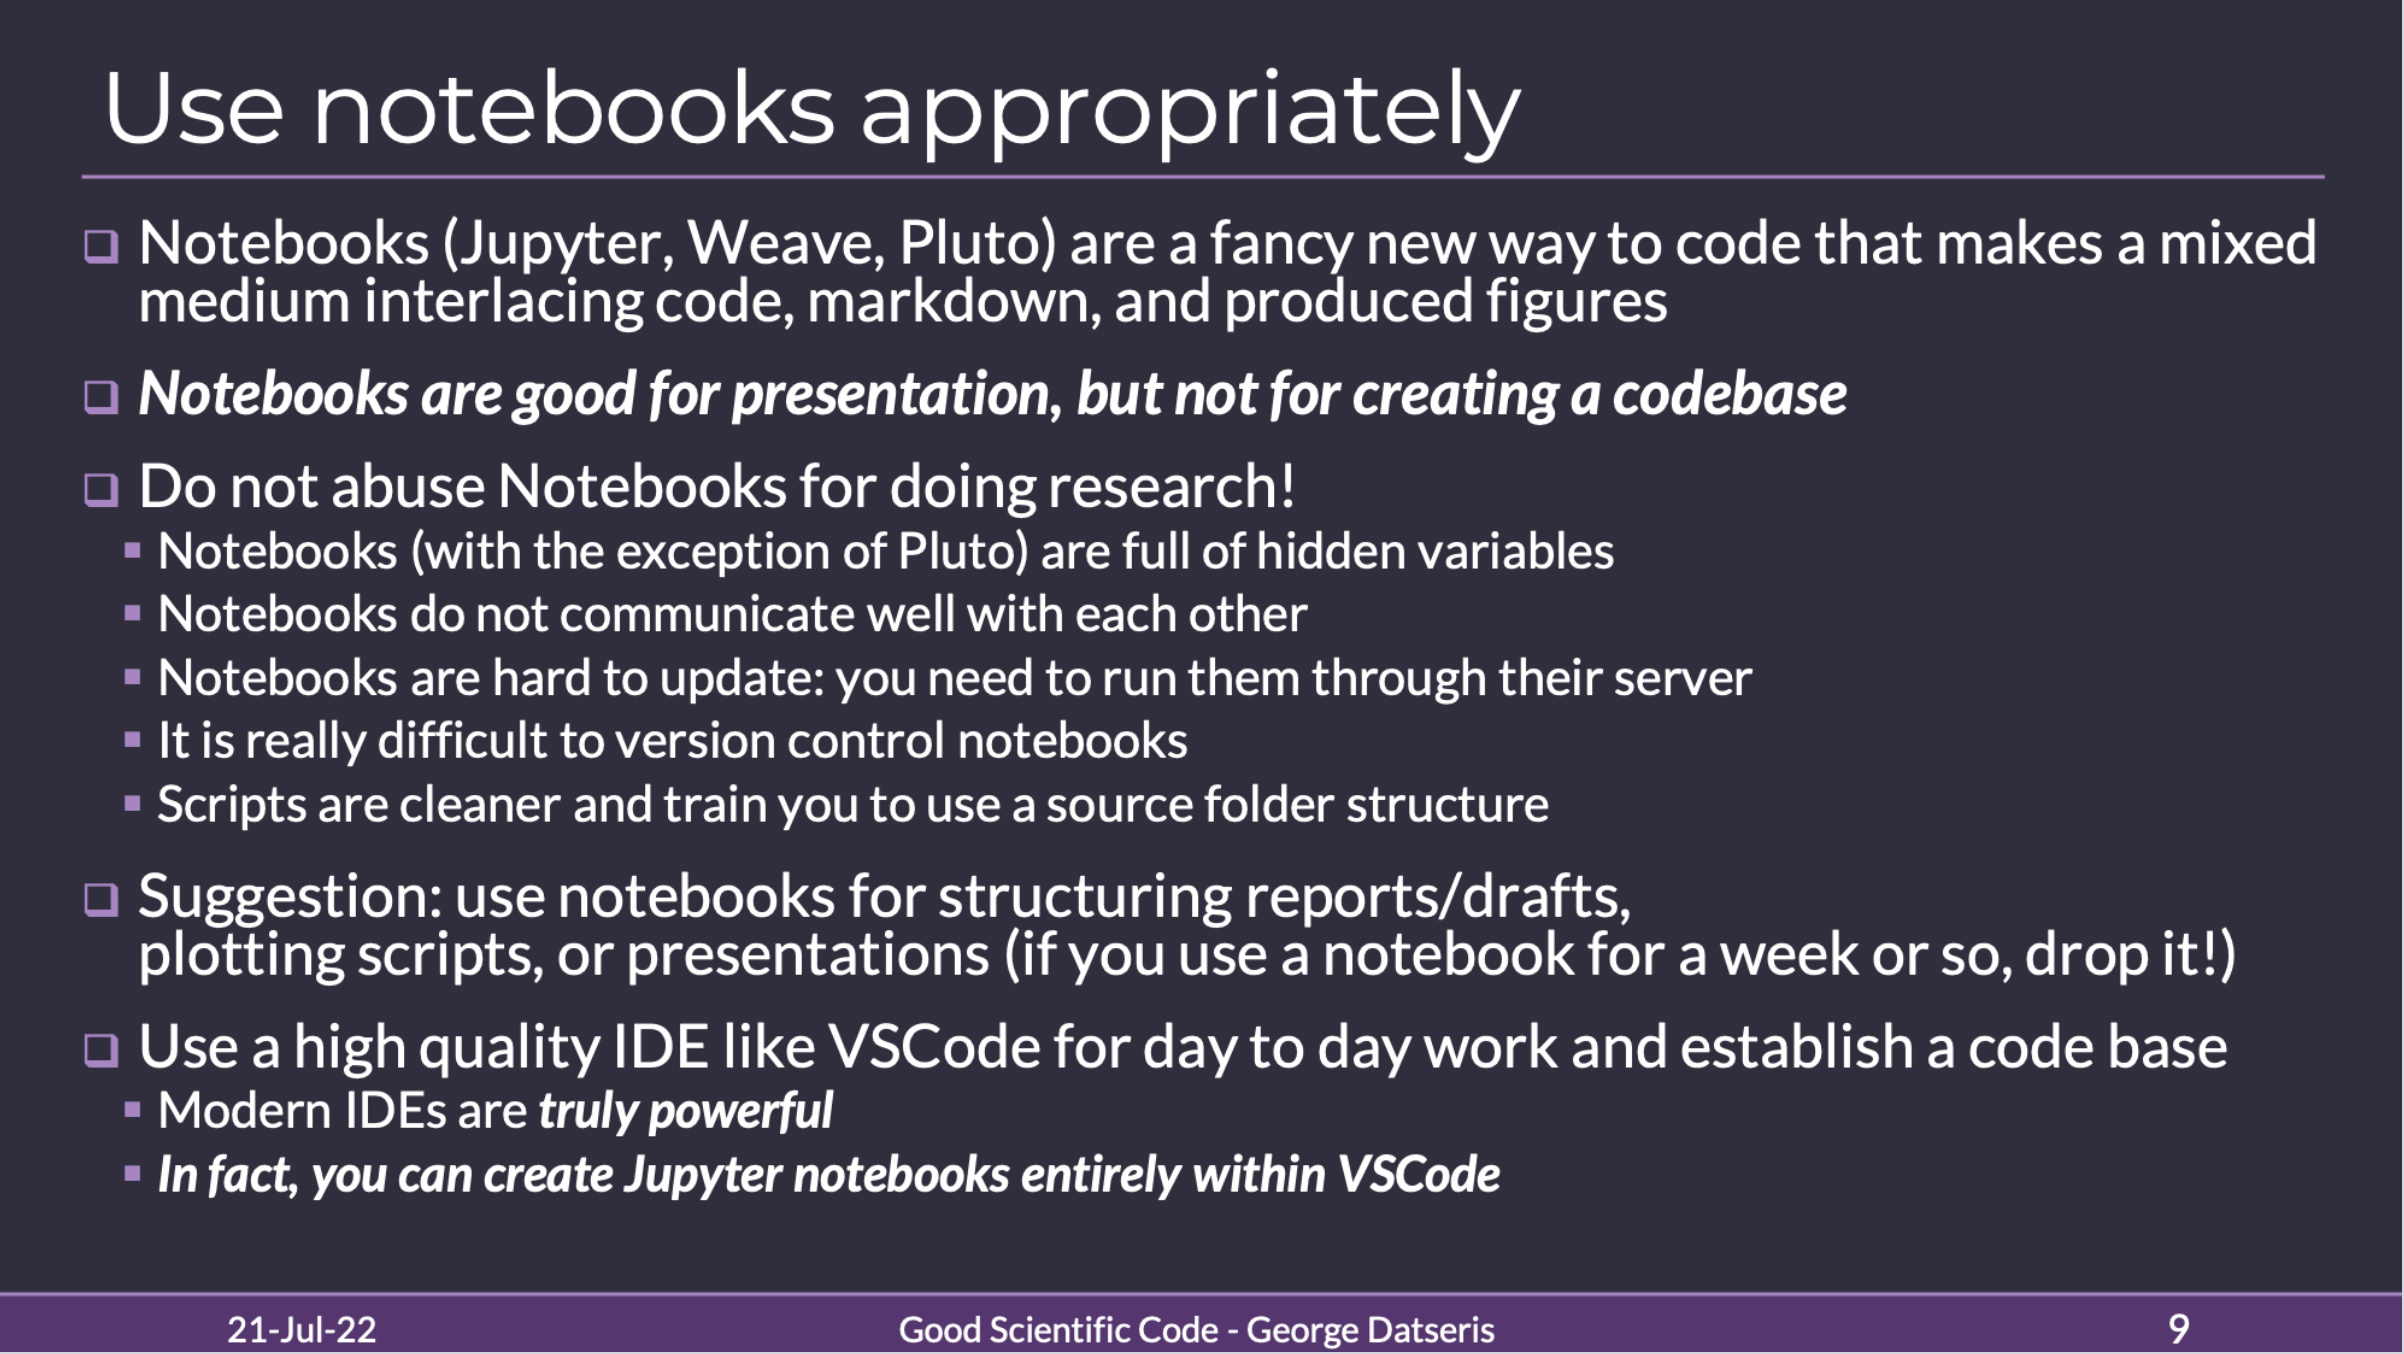 Use notebooks appropriately
Notebooks (Jupyter, Weave, Pluto) are a fancy new way to code that makes a mixed
medium interlacing code, markdown, and produced figures
Notebooks are good for presentation, but not for creating a codebase
Do not abuse Notebooks for doing research!
Notebooks (with the exception of Pluto) are full of hidden variables
Notebooks do not communicate well with each other
Notebooks are hard to update: you need to run them through their server
It is really difficult to version control notebooks
Scripts are cleaner and train you to use a source folder structure
Suggestion: use notebooks for structuring reports/drafts,
plotting scripts, or presentations (if you use a notebook for a week or so, drop it!)
Use a high quality IDE like VSCode for day to day work and establish a code base
Modern IDEs are truly powerful
In fact, you can create Jupyter notebooks entirely within VSCode
21-Jul-22
Good Scientific Code - George Datseris
9